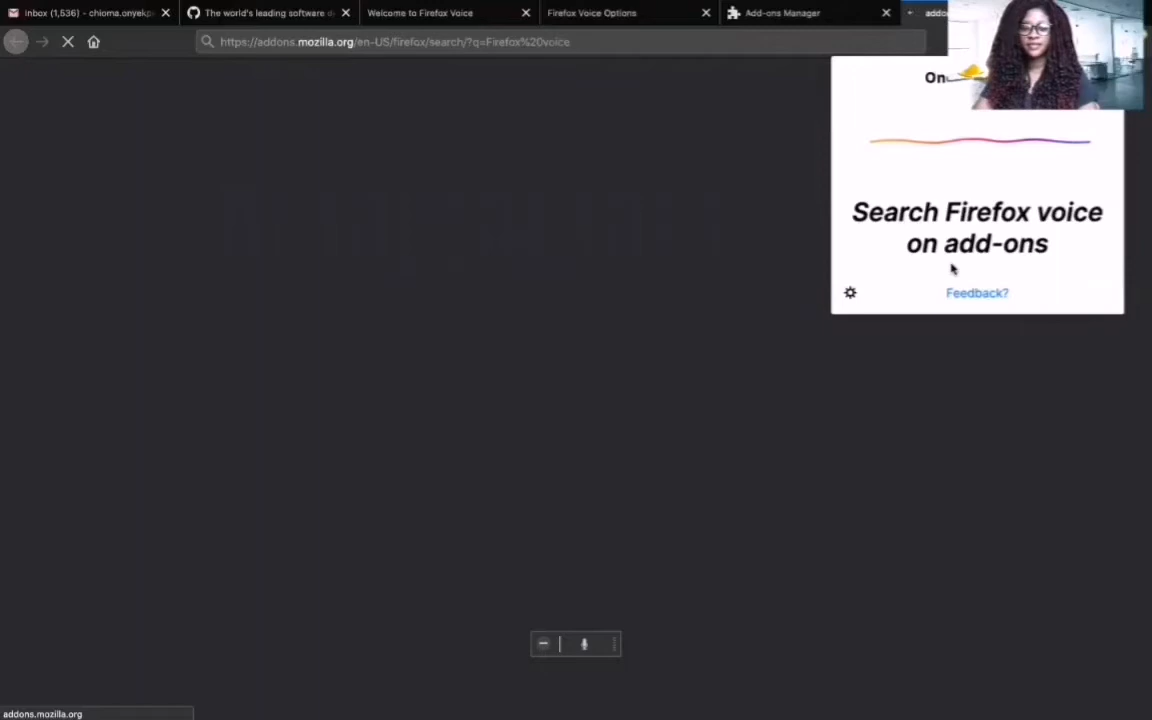 Inbox (1,536) - chioma.onyekp
The world's leading software d
Welcome to Firefox Voice
Firefox Voice Options
Add-ons Manager
addo
https://addons.mozilla.org/en-US/firefox/search/?q=Firefox%20voice
On
Search Firefox voice
on add-ons
Feedback?
addons.mozilla.org